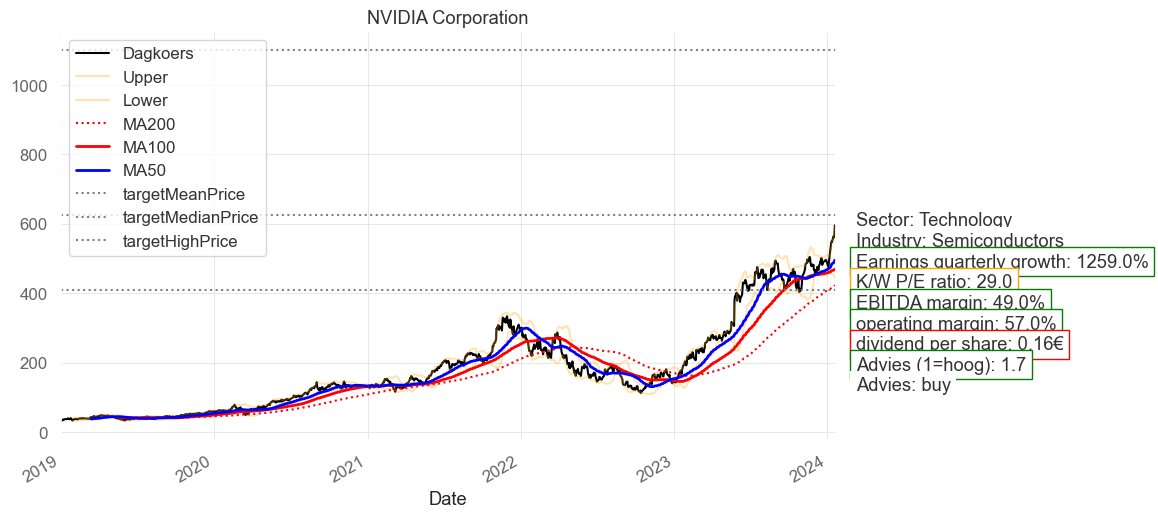 NVIDIA Corporation
Dagkoers
Upper
Lower
MA200
MA100
MA50
targetMeanPrice
targetMedianPrice
targetHighPrice
1000
800
600
400
200
0
2019
2020
2021
2022
2023
2024
Date
Sector: Technology
Industry: Semiconductors
Earnings quarterly growth: 1259.0%
K/W P/E ratio: 29.0
EBITDA margin: 49.0%
operating margin: 57.0%
dividend per share: 0.16€
Advies (1=hoog): 1.7
Advies: buy